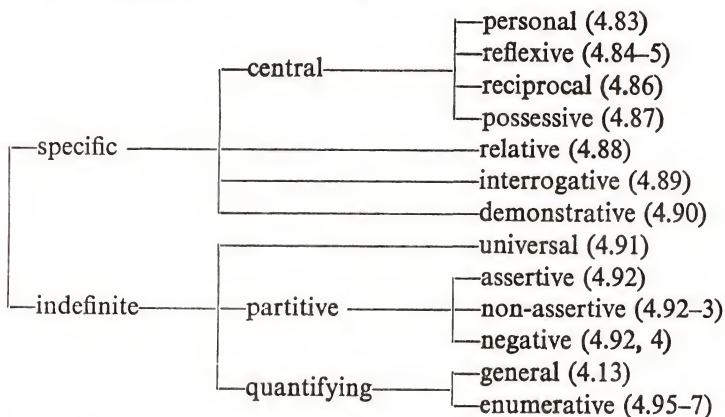 personal (4.83)
central reflexive (4.84–5)
reciprocal (4.86)
possessive (4.87)
specific relative (4.88)
interrogative (4.89)
demonstrative (4.90)
universal (4.91)
assertive (4.92)
indefinite partitive non-assertive (4.92–3)
negative (4.92, 4)
general (4.13)
quantifying enumerative (4.95–7)